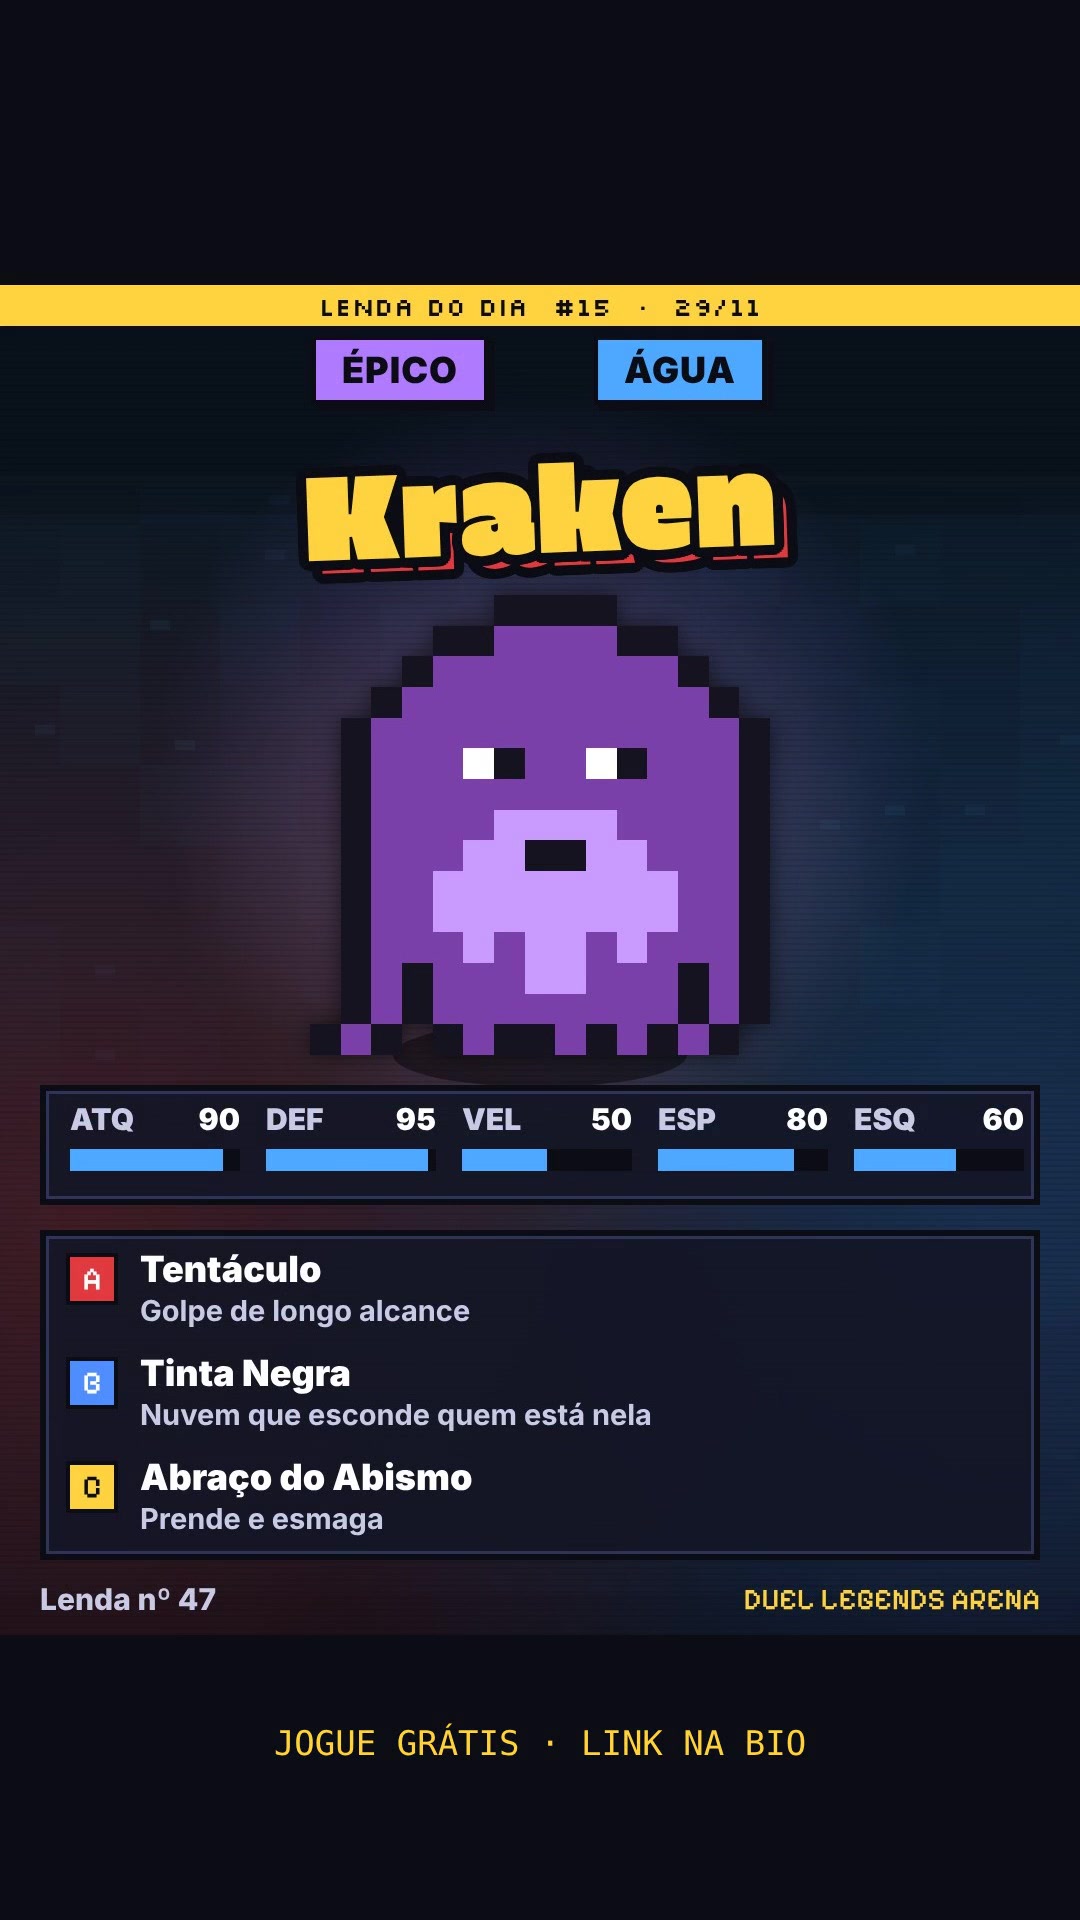 LENDA DO DIA #15 · 29/11
ÉPICO ÁGUA
Kraken
ATQ 90 DEF 95 VEL 50 ESP 80 ESQ 60
A Tentáculo
Golpe de longo alcance
B Tinta Negra
Nuvem que esconde quem está nela
C Abraço do Abismo
Prende e esmaga
Lenda nº 47 DUEL LEGENDS ARENA
JOGUE GRÁTIS · LINK NA BIO